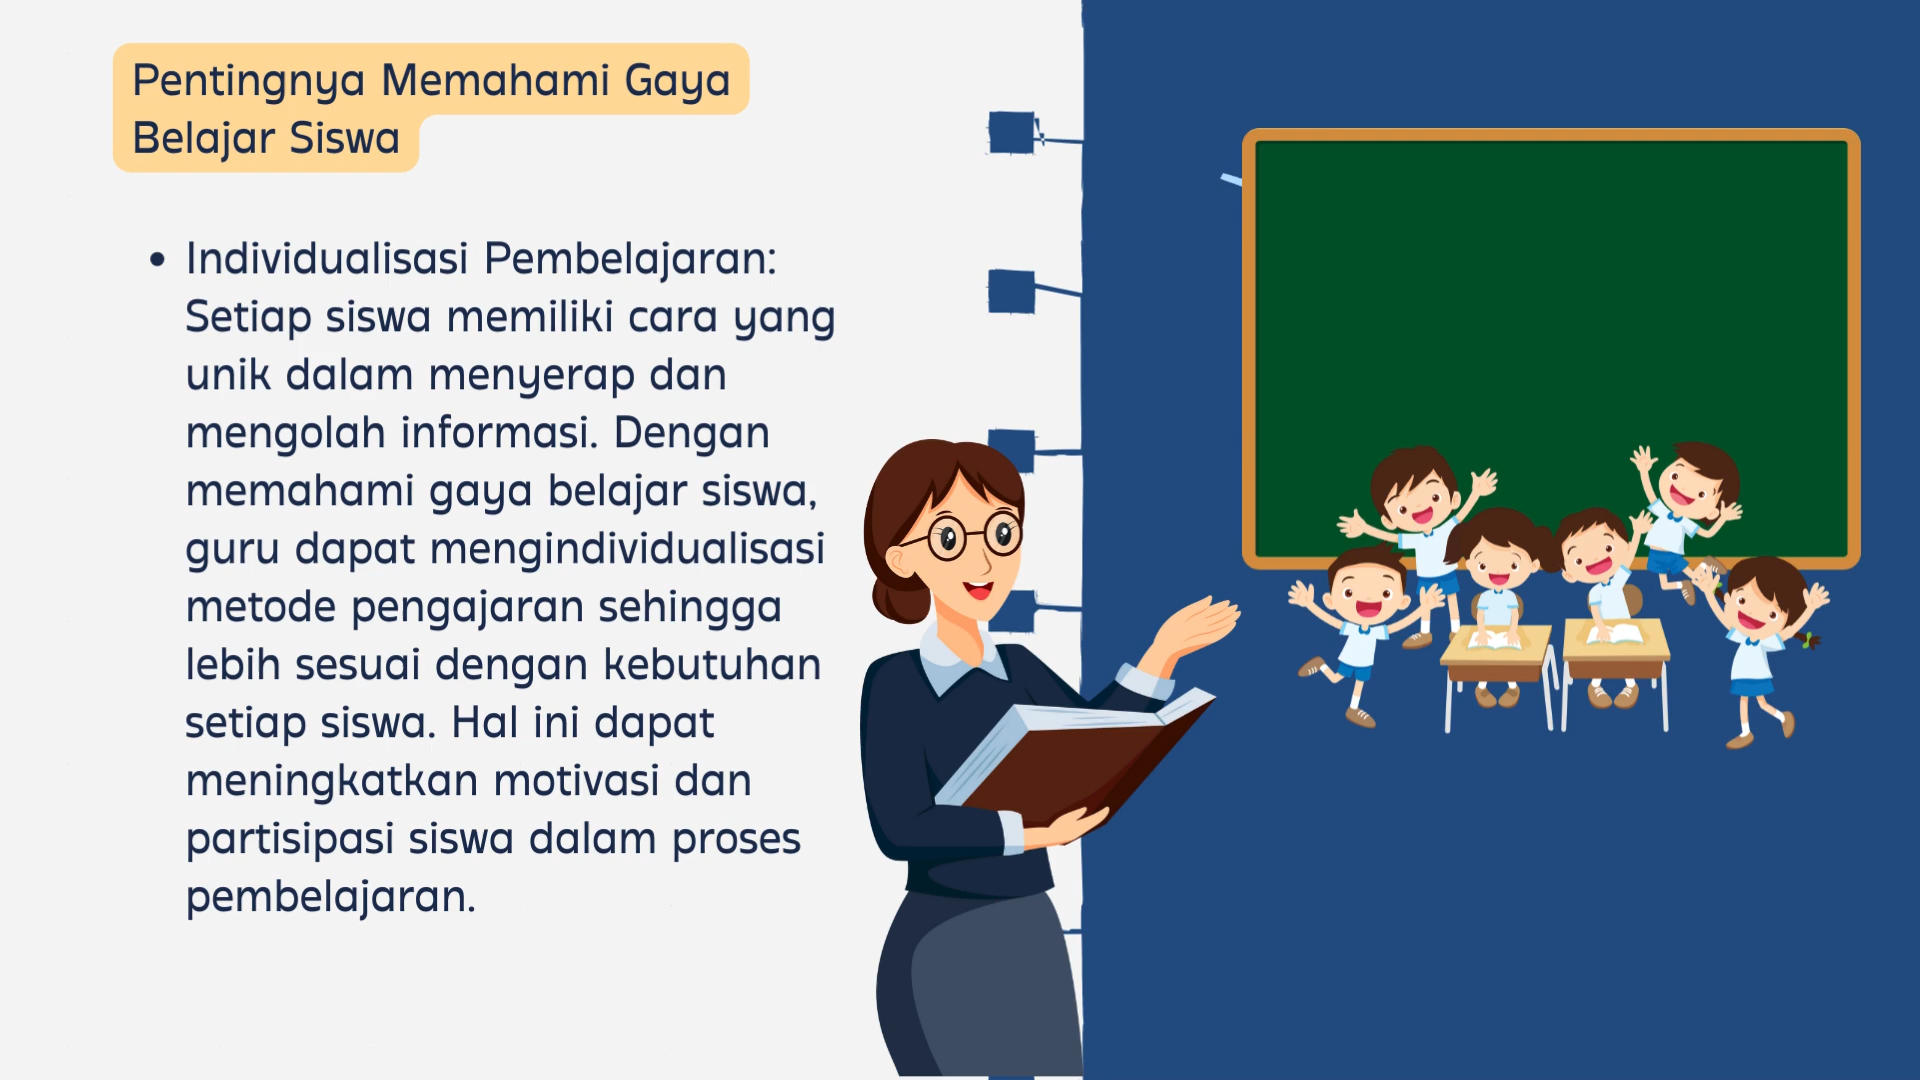 Pentingnya Memahami Gaya
Belajar Siswa
• Individualisasi Pembelajaran:
Setiap siswa memiliki cara yang
unik dalam menyerap dan
mengolah informasi. Dengan
memahami gaya belajar siswa,
guru dapat mengindividualisasi
metode pengajaran sehingga
lebih sesuai dengan kebutuhan
setiap siswa. Hal ini dapat
meningkatkan motivasi dan
partisipasi siswa dalam proses
pembelajaran.